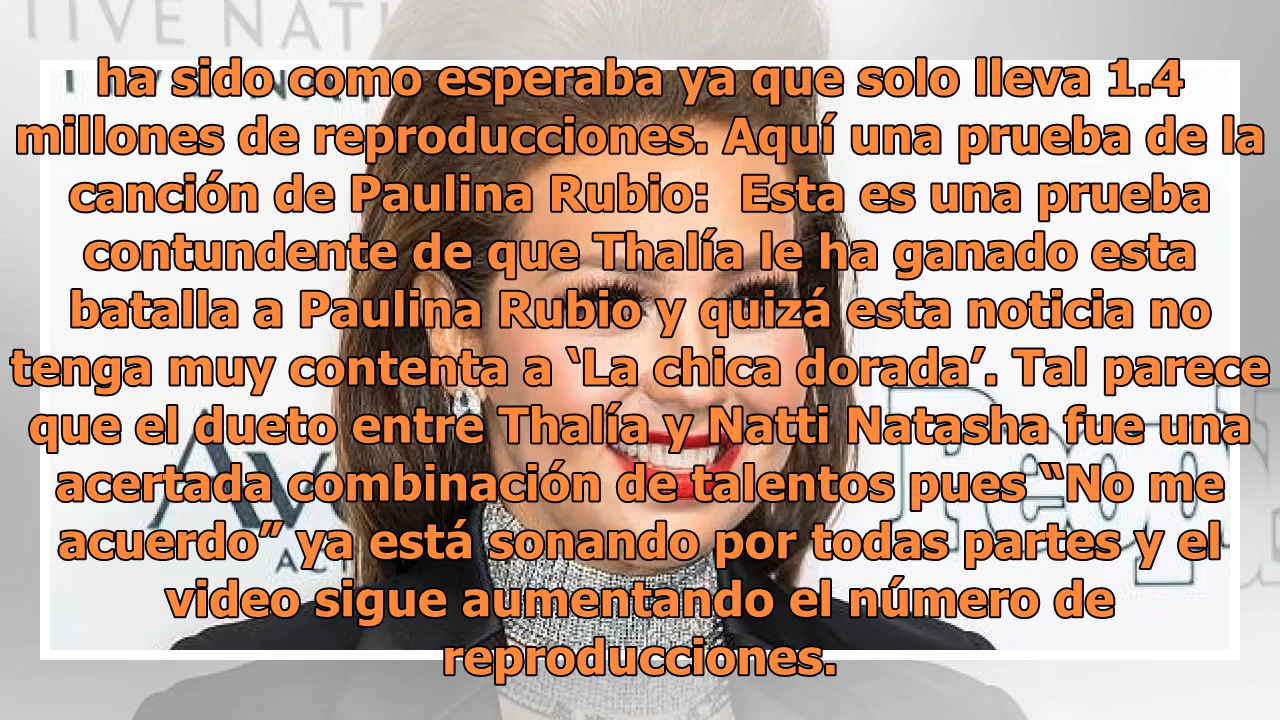 TIVE NATI
ha sido como esperaba ya que solo lleva 1.4
millones de reproducciones. Aquí una prueba de la
canción de Paulina Rubio:  Esta es una prueba
contundente de que Thalía le ha ganado esta
batalla a Paulina Rubio y quizá esta noticia no
tenga muy contenta a ‘La chica dorada’. Tal parece
que el dueto entre Thalía y Natti Natasha fue una
acertada combinación de talentos pues “No me
acuerdo” ya está sonando por todas partes y el
video sigue aumentando el número de
reproducciones.